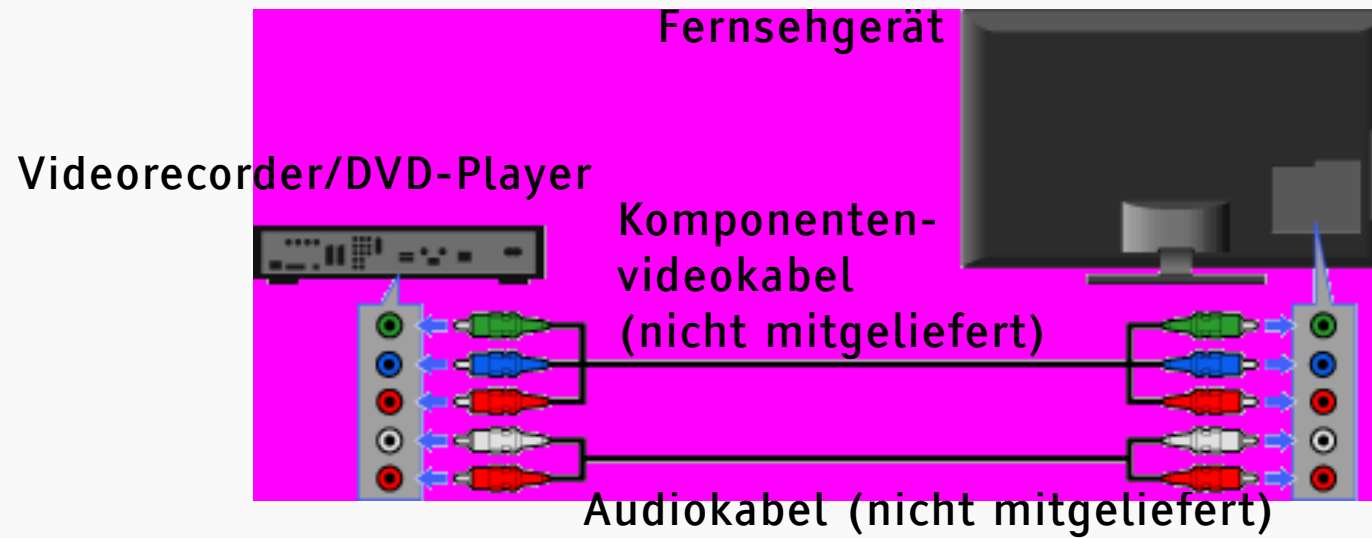 Fernsehgerät
Videorecorder/DVD-Player
Komponenten-
videokabel
(nicht mitgeliefert)
Audiokabel (nicht mitgeliefert)